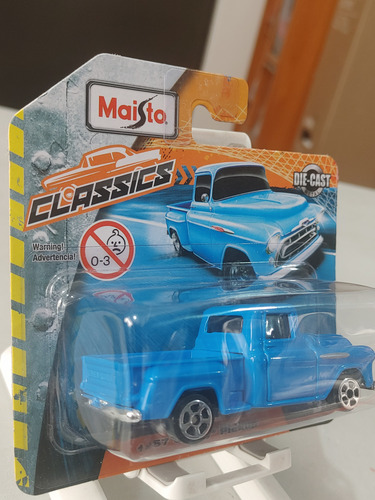 Maisto
CLASSICS
DIE-CAST
Warning!
Advertencia!
0-3